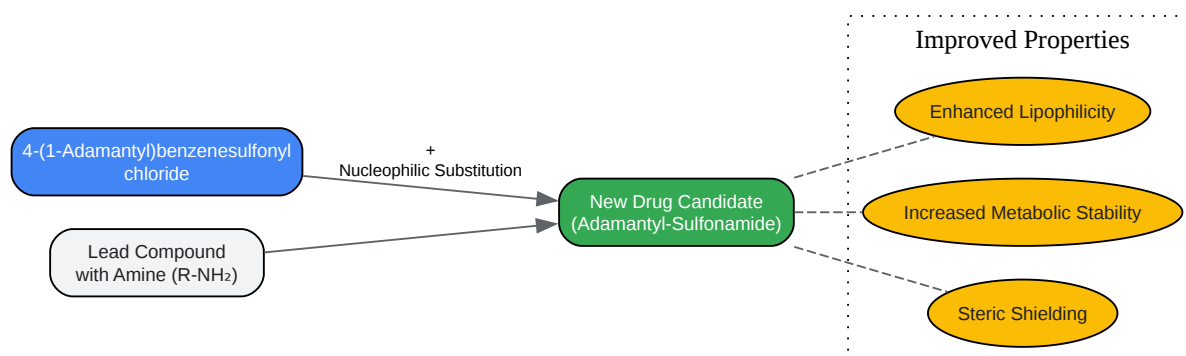 Improved Properties
Enhanced Lipophilicity
4-(1-Adamantyl)benzenesulfonyl
chloride
+
Nucleophilic Substitution
New Drug Candidate
(Adamantyl-Sulfonamide)
Increased Metabolic Stability
Lead Compound
with Amine (R-NH₂)
Steric Shielding